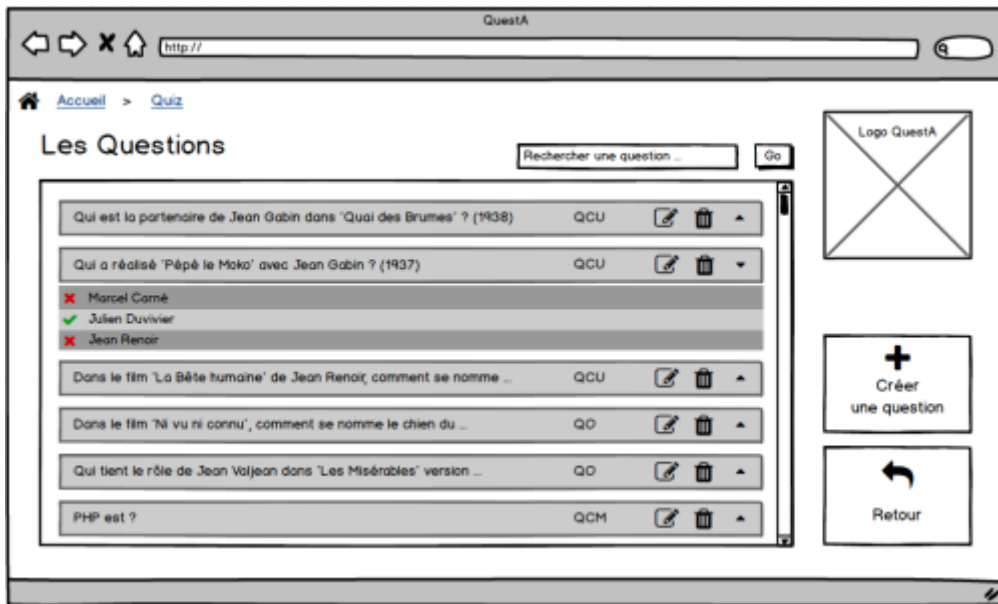 QuestA
http://
Accueil > Quiz
Les Questions
Rechercher une question ...
Go
Logo QuestA
Qui est la partenaire de Jean Gabin dans "Quai des Brumes" ? (1938) QCU
Qui a réalisé "Pépé le Moko" avec Jean Gabin ? (1937) QCU
Marcel Carné
Julien Duvivier
Jean Renoir
Dans le film "La Bête humaine" de Jean Renoir, comment se nomme ... QCU
Dans le film "Ni vu ni connu", comment se nomme le chien du ... QO
Qui tient le rôle de Jean Valjean dans "Les Misérables" version ... QO
PHP est ? QCM
Créer
une question
Retour